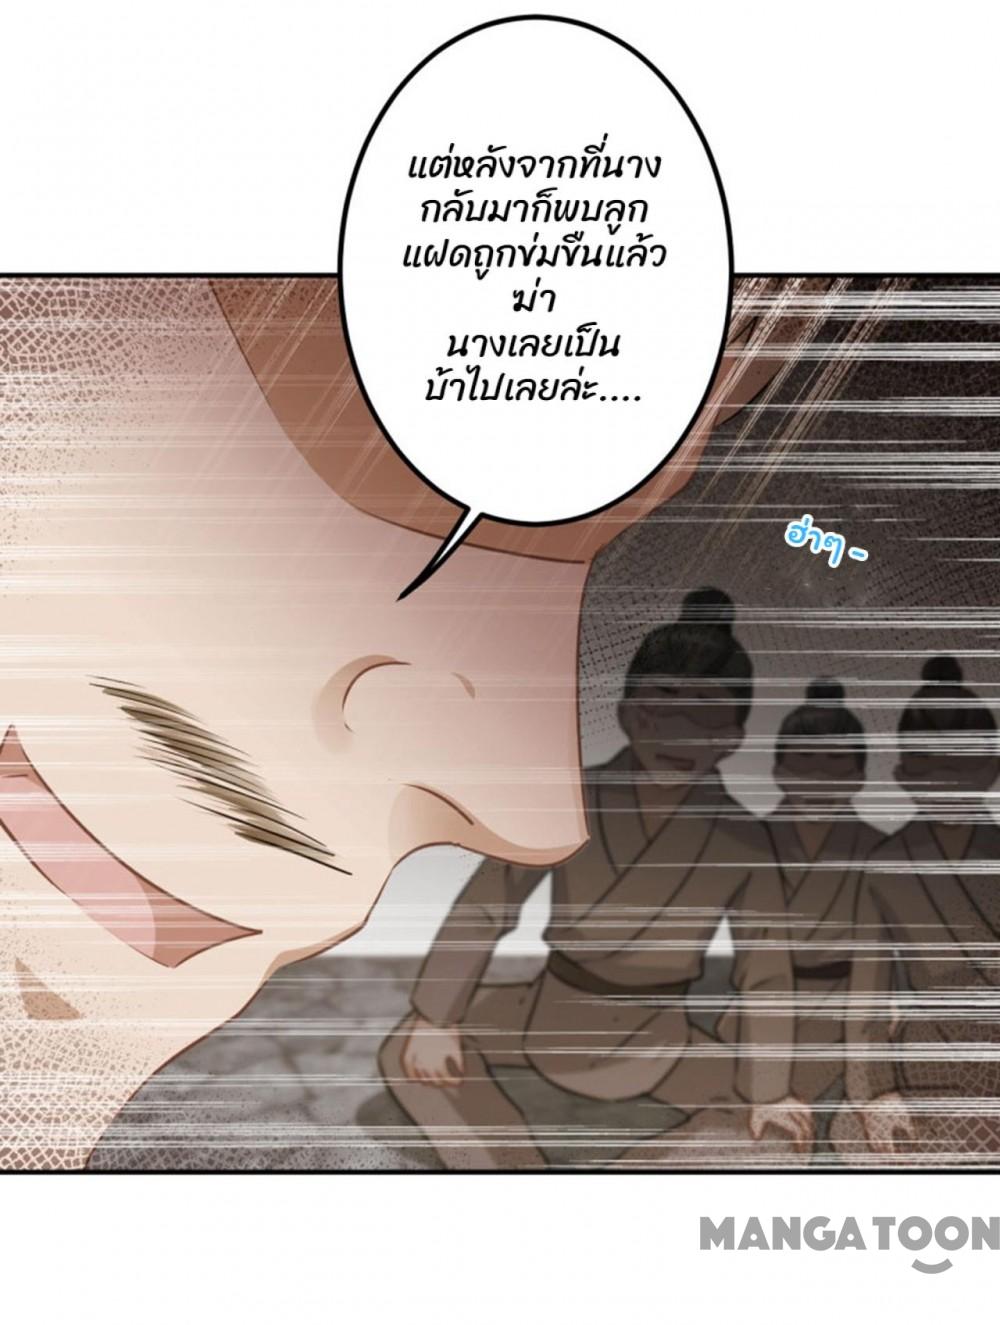 แต่หลังจากที่นาง
กลับมาก็พบลูก
แฝดถูกข่มขืนแล้ว
ฆ่า
นางเลยเป็น
บ้าไปเลยล่ะ....
ฮ่าๆ -
MANGATOON